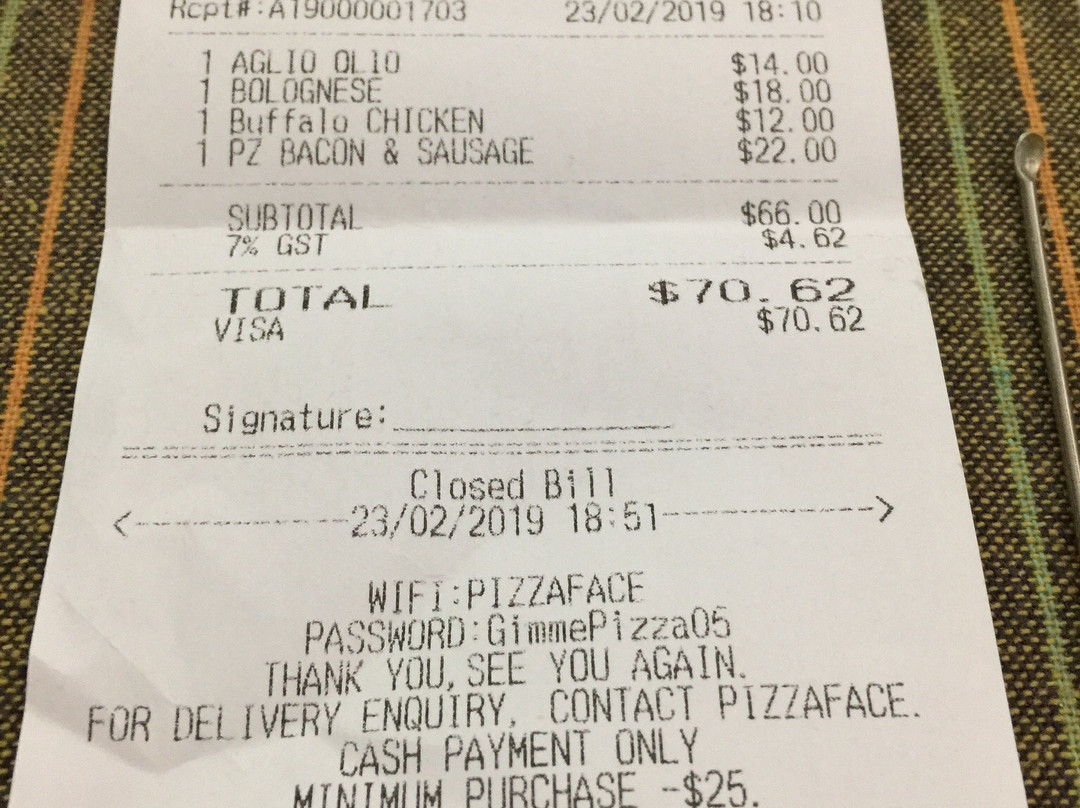 Rcpt#:A19000001703 23/02/2019 18:10
1 AGLIO OLIO $14.00
1 BOLOGNESE $18.00
1 Buffalo CHICKEN $12.00
1 PZ BACON & SAUSAGE $22.00
SUBTOTAL $66.00
7% GST $4.62
TOTAL $70.62
VISA $70.62
Signature:
Closed Bill
<----------23/02/2019 18:51---------->
WIFI:PIZZAFACE
PASSWORD:GimmePizza05
THANK YOU,SEE YOU AGAIN.
FOR DELIVERY ENQUIRY, CONTACT PIZZAFACE.
CASH PAYMENT ONLY
MINIMUM PURCHASE -$25.